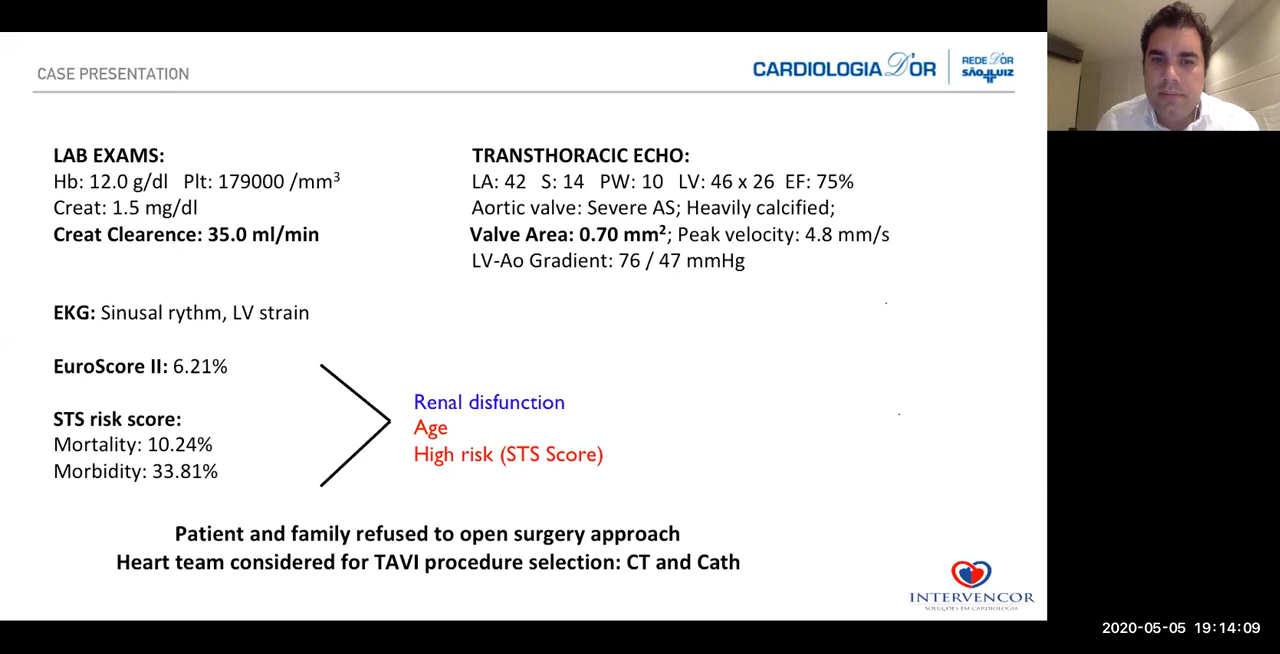 CASE PRESENTATION
CARDIOLOGIA D'OR
REDE D'OR
SÃO LUIZ
LAB EXAMS:
Hb: 12.0 g/dl Plt: 179000 /mm³
Creat: 1.5 mg/dl
Creat Clearence: 35.0 ml/min
TRANSTHORACIC ECHO:
LA: 42 S: 14 PW: 10 LV: 46 x 26 EF: 75%
Aortic valve: Severe AS; Heavily calcified;
Valve Area: 0.70 mm²; Peak velocity: 4.8 mm/s
LV-Ao Gradient: 76 / 47 mmHg
EKG: Sinusal rythm, LV strain
EuroScore II: 6.21%
STS risk score:
Mortality: 10.24%
Morbidity: 33.81%
Renal disfunction
Age
High risk (STS Score)
Patient and family refused to open surgery approach
Heart team considered for TAVI procedure selection: CT and Cath
INTERVENCOR
SOLUÇÕES EM CARDIOLOGIA
2020-05-05 19:14:09